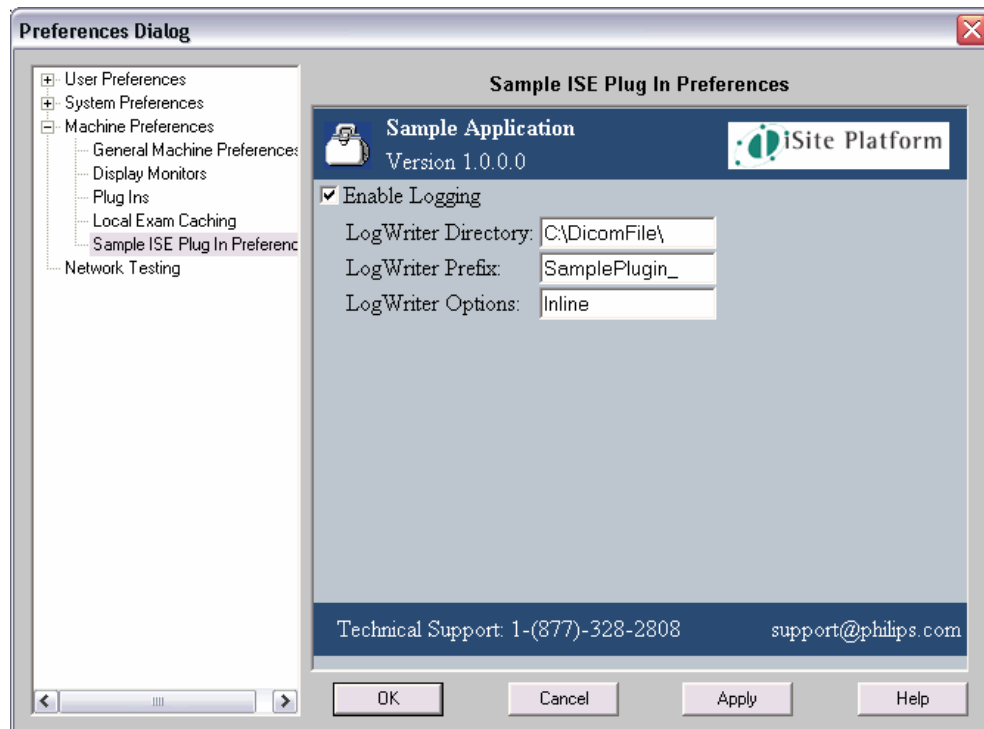 Preferences Dialog
User Preferences
System Preferences
Machine Preferences
General Machine Preferences
Display Monitors
Plug Ins
Local Exam Caching
Sample ISE Plug In Preferenc
Network Testing
Sample ISE Plug In Preferences
Sample Application
Version 1.0.0.0
iSite Platform
Enable Logging
LogWriter Directory: C:\DicomFile\
LogWriter Prefix: SamplePlugin_
LogWriter Options: Inline
Technical Support: 1-(877)-328-2808 support@philips.com
OK Cancel Apply Help